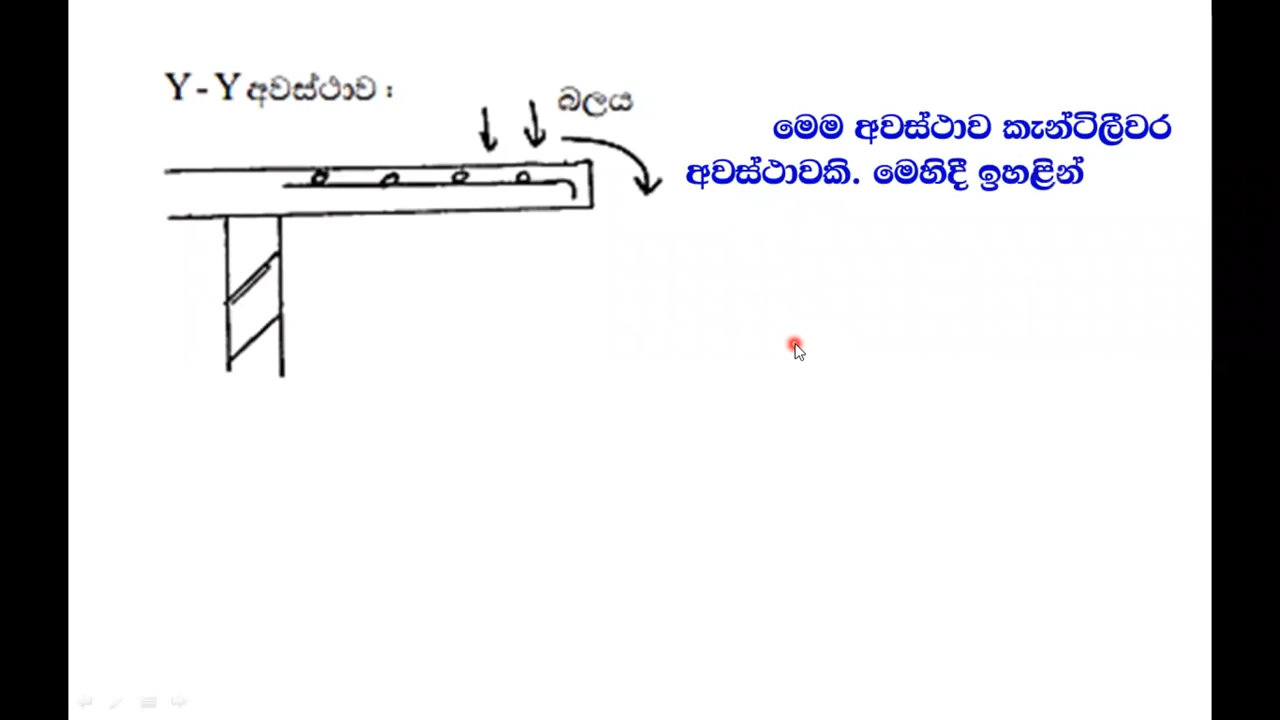 Y - Y අවස්ථාව :
බලය
මෙම අවස්ථාව කැන්ටිලීවර
අවස්ථාවකි. මෙහිදී ඉහළින්